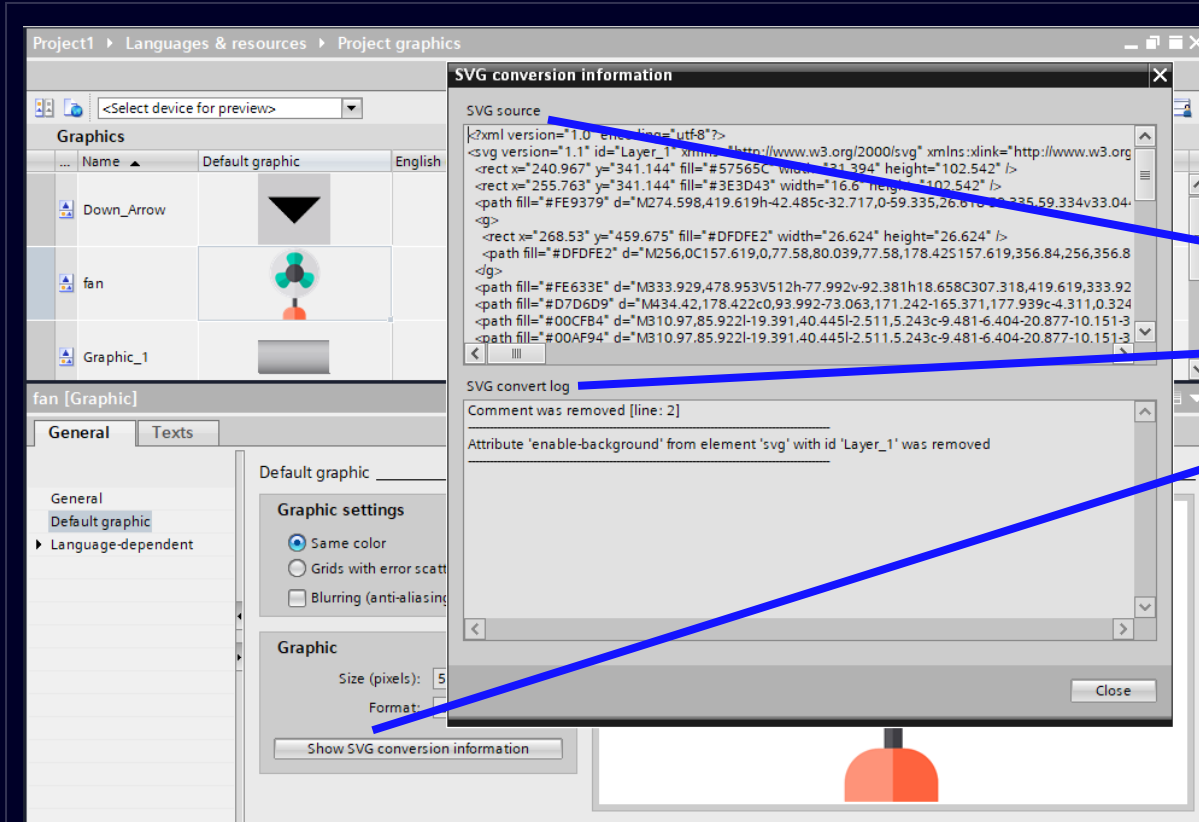 Project1 ▸ Languages & resources ▸ Project graphics
SVG conversion information
SVG source
<Select device for preview>
Graphics
... Name Default graphic English
Down_Arrow
fan
Graphic_1
<?xml version="1.0" encoding="utf-8"?>
<svg version="1.1" id="Layer_1" xmlns="http://www.w3.org/2000/svg" xmlns:xlink="http://www.w3.org
<rect x="240.967" y="341.144" fill="#57565C" width="31.394" height="102.542" />
<rect x="255.763" y="341.144" fill="#3E3D43" width="16.6" height="102.542" />
<path fill="#FE9379" d="M274.598,419.619h-42.485c-32.717,0-59.335,26.618-59.335,59.334v33.04
<g>
<rect x="268.53" y="459.675" fill="#DFDFE2" width="26.624" height="26.624" />
<path fill="#DFDFE2" d="M256,0C157.619,0,77.58,80.039,77.58,178.42S157.619,356.84,256,356.8
</g>
<path fill="#FE633E" d="M333.929,478.953V512h-77.992v-92.381h18.658C307.318,419.619,333.92
<path fill="#D7D6D9" d="M434.42,178.422c0,93.992-73.063,171.242-165.371,177.939c-4.311,0.324
<path fill="#00CFB4" d="M310.97,85.922l-19.391,40.445l-2.511,5.243c-9.481-6.404-20.877-10.151-3
<path fill="#00AF94" d="M310.97,85.922l-19.391,40.445l-2.511,5.243c-9.481-6.404-20.877-10.151-3
SVG convert log
Comment was removed [line: 2]
Attribute 'enable-background' from element 'svg' with id 'Layer_1' was removed
Close
fan [Graphic]
General Texts
General
Default graphic
Language-dependent
Default graphic
Graphic settings
Same color
Grids with error scatt
Blurring (anti-aliasing
Graphic
Size (pixels): 5
Format:
Show SVG conversion information